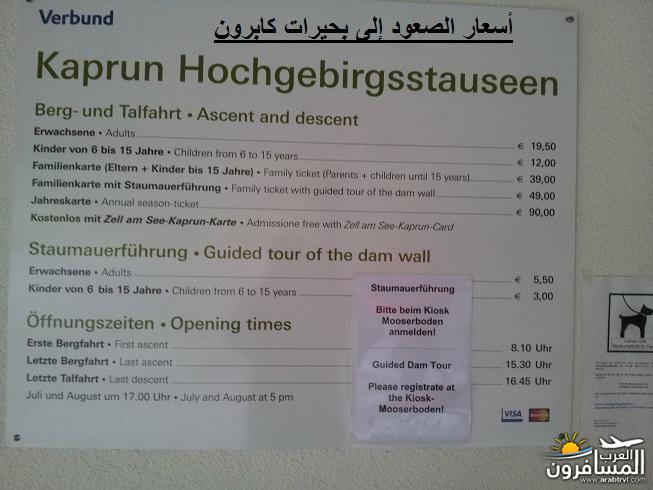 Verbund
أسعار الصعود إلى بحيرات كابرون
Kaprun Hochgebirgsstauseen
Berg- und Talfahrt • Ascent and descent
Erwachsene • Adults € 19,50
Kinder von 6 bis 15 Jahre • Children from 6 to 15 years € 12,00
Familienkarte (Eltern + Kinder bis 15 Jahre) • Family ticket (Parents + children until 15 years) € 39,00
Familienkarte mit Staumauerführung • Family ticket with guided tour of the dam wall € 49,00
Jahreskarte • Annual season-ticket € 90,00
Kostenlos mit Zell am See-Kaprun-Karte • Admissione free with Zell am See-Kaprun-Card
Staumauerführung • Guided tour of the dam wall
Erwachsene • Adults € 5,50
Kinder von 6 bis 15 Jahre • Children from 6 to 15 years € 3,00
Öffnungszeiten • Opening times
Erste Bergfahrt • First ascent 8.10 Uhr
Letzte Bergfahrt • Last ascent 15.30 Uhr
Letzte Talfahrt • Last descent 16.45 Uhr
Juli und August um 17.00 Uhr • July and August at 5 pm
Staumauerführung
Bitte beim Kiosk
Mooserboden
anmelden!
Guided Dam Tour
Please registrate at
the Kiosk-
Mooserboden!
VISA
MasterCard
العرب
المسافرون
www.arabtrvl.com